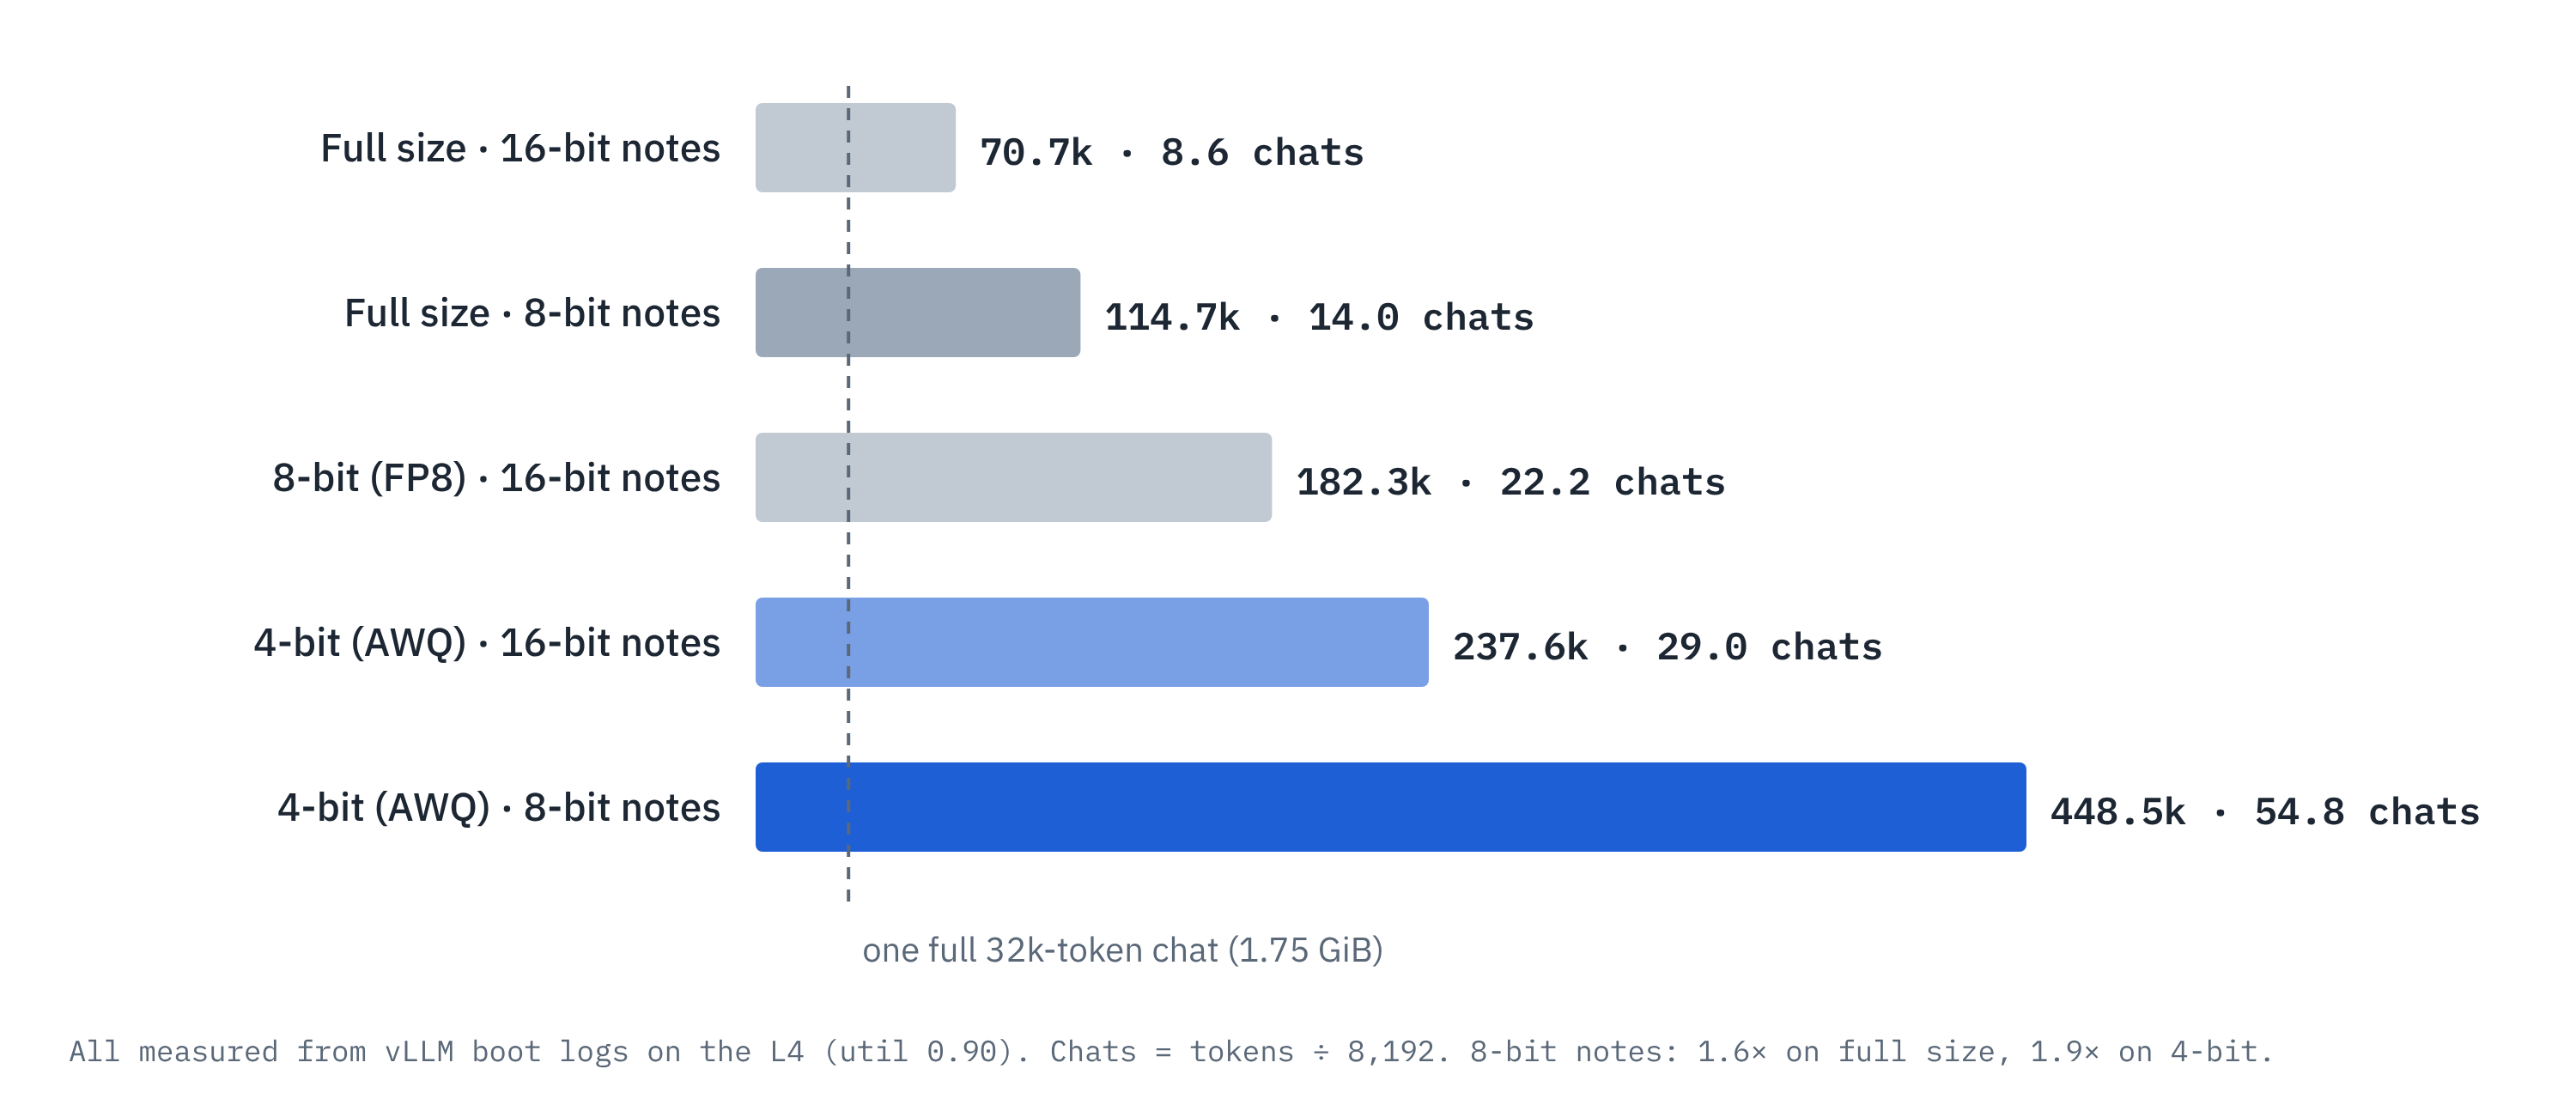 Full size · 16-bit notes 70.7k · 8.6 chats
Full size · 8-bit notes 114.7k · 14.0 chats
8-bit (FP8) · 16-bit notes 182.3k · 22.2 chats
4-bit (AWQ) · 16-bit notes 237.6k · 29.0 chats
4-bit (AWQ) · 8-bit notes 448.5k · 54.8 chats
one full 32k-token chat (1.75 GiB)
All measured from vLLM boot logs on the L4 (util 0.90). Chats = tokens ÷ 8,192. 8-bit notes: 1.6× on full size, 1.9× on 4-bit.